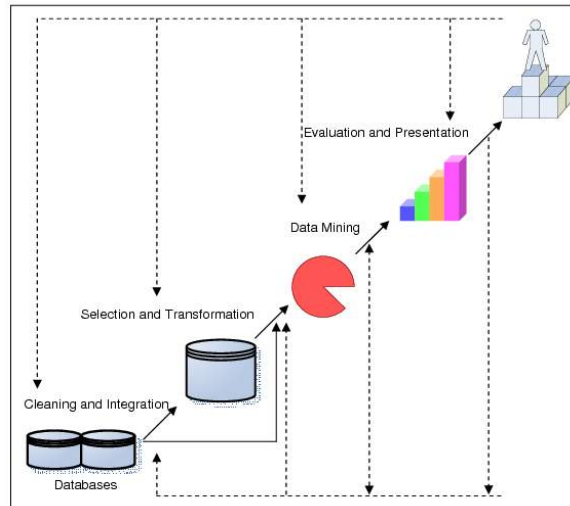 Evaluation and Presentation
Data Mining
Selection and Transformation
Cleaning and Integration
Databases